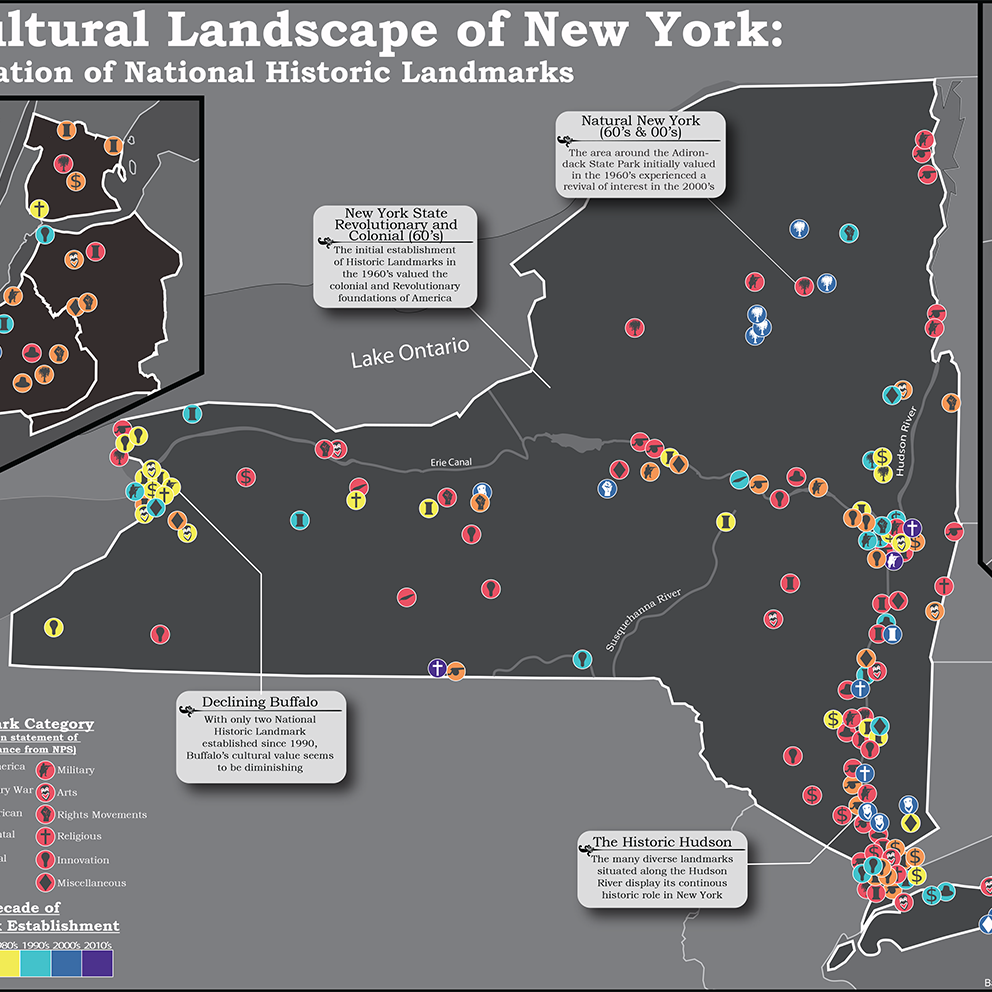 ultural Landscape of New York:
ation of National Historic Landmarks
Natural New York
(60's & 00's)
The area around the Adiron-
dack State Park initially valued
in the 1960's experienced a
revival of interest in the 2000's
New York State
Revolutionary and
Colonial (60's)
The initial establishment
of Historic Landmarks in
the 1960's valued the
colonial and Revolutionary
foundations of America
Lake Ontario
Hudson River
Erie Canal
Susquehanna River
Declining Buffalo
With only two National
Historic Landmark
established since 1990,
Buffalo's cultural value seems
to be diminishing
The Historic Hudson
The many diverse landmarks
situated along the Hudson
River display its continous
historic role in New York
ark Category
n statement of
ance from NPS)
erica
Military
ry War
Arts
rican
Rights Movements
ntal
Religious
al
Innovation
Miscellaneous
ecade of
k Establishment
80's 1990's 2000's 2010's
B